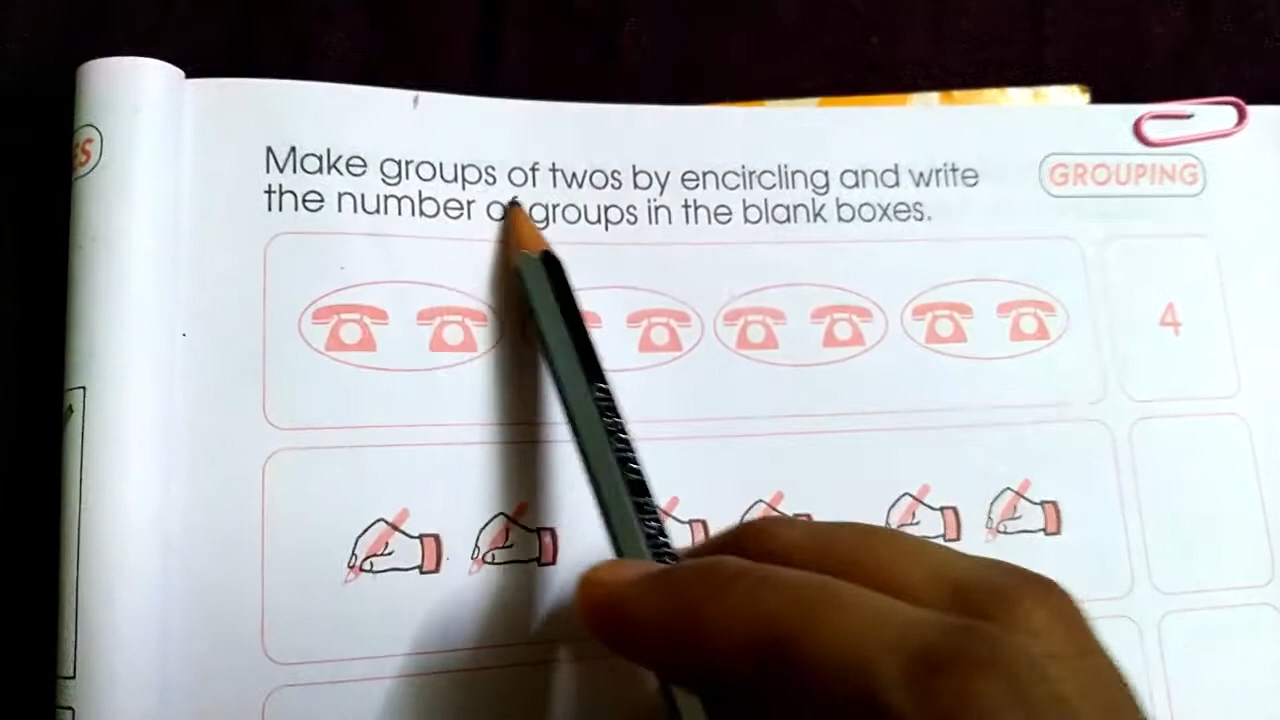 Make groups of twos by encircling and write
the number of groups in the blank boxes.
GROUPING
4